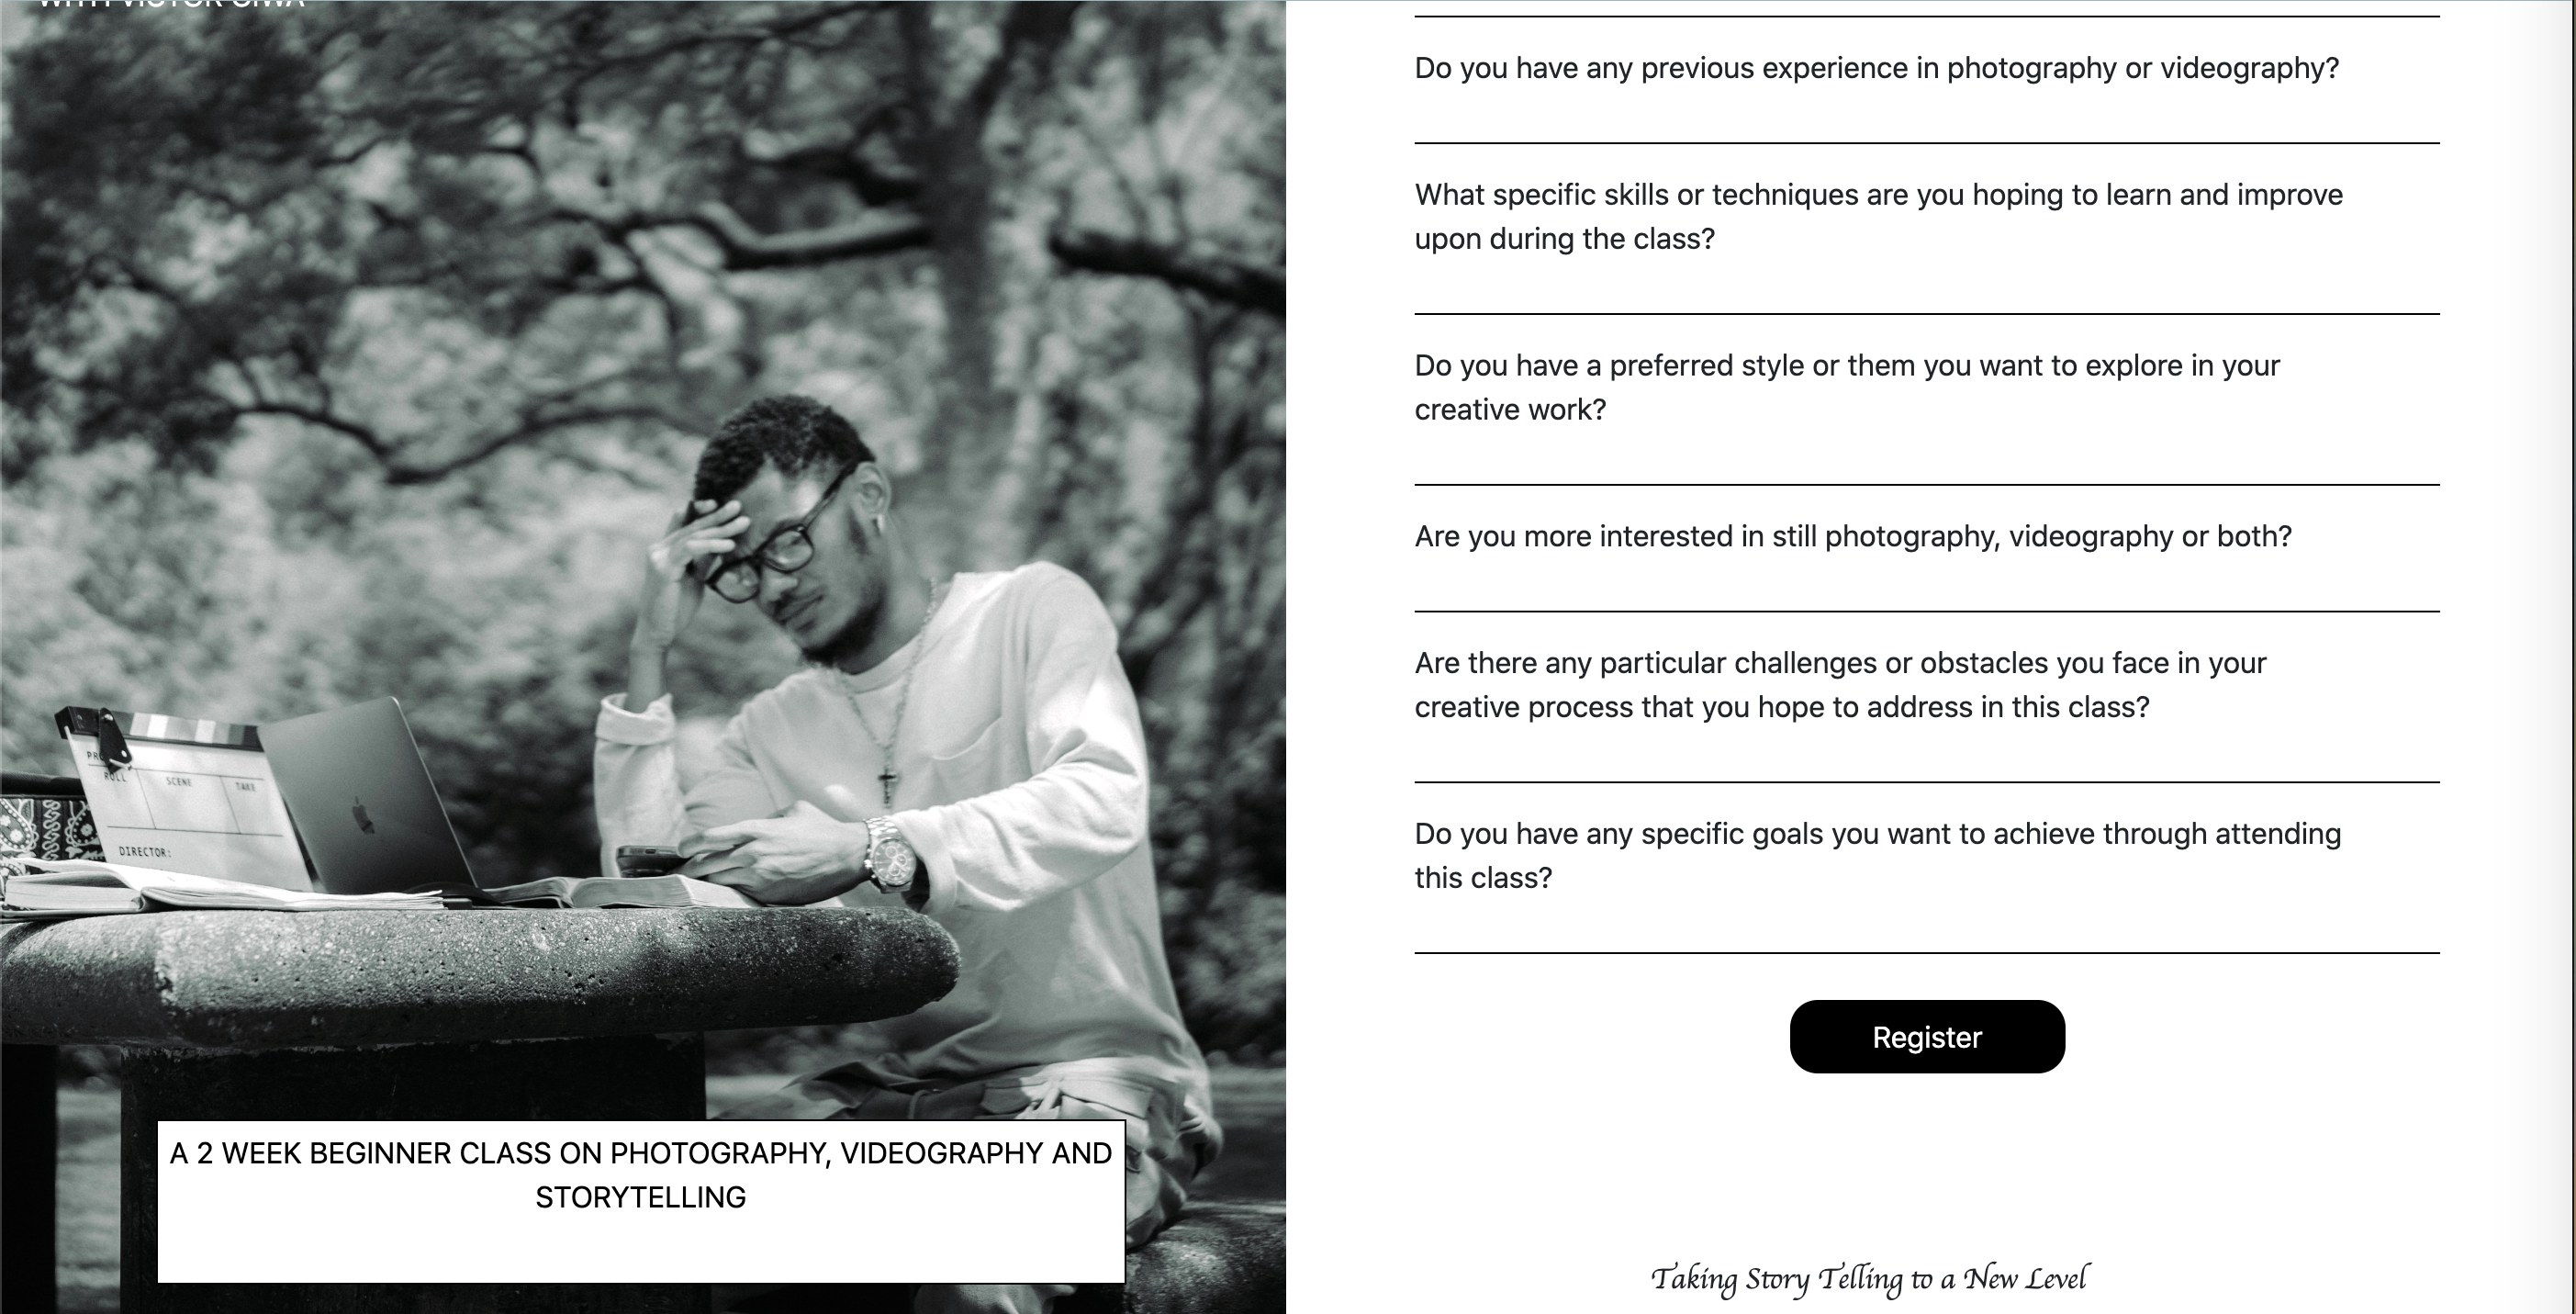 Do you have any previous experience in photography or videography?
What specific skills or techniques are you hoping to learn and improve
upon during the class?
Do you have a preferred style or them you want to explore in your
creative work?
Are you more interested in still photography, videography or both?
Are there any particular challenges or obstacles you face in your
creative process that you hope to address in this class?
Do you have any specific goals you want to achieve through attending
this class?
Register
Taking Story Telling to a New Level
ROLL SCENE TAKE
DIRECTOR:
A 2 WEEK BEGINNER CLASS ON PHOTOGRAPHY, VIDEOGRAPHY AND
STORYTELLING